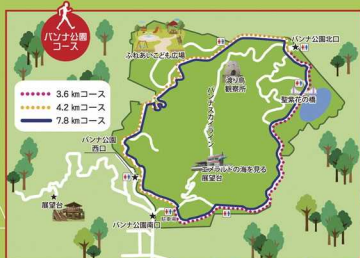 バンナ公園
コース
3.6 kmコース
4.2 kmコース
7.8 kmコース
ふれあいこども広場
バンナ公園北口
渡り鳥
観察所
聖紫花の橋
バンナスカイライン
バンナ公園
西口
エメラルドの海を見る
展望台
展望台
バンナ公園南口